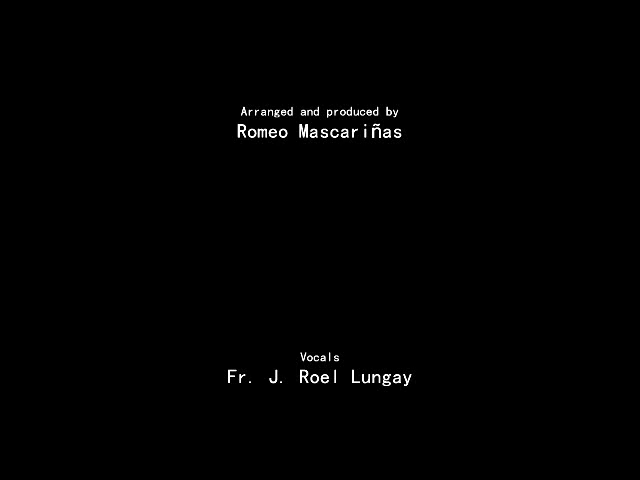 Arranged and produced by
Romeo Mascariñas
Vocals
Fr. J. Roel Lungay